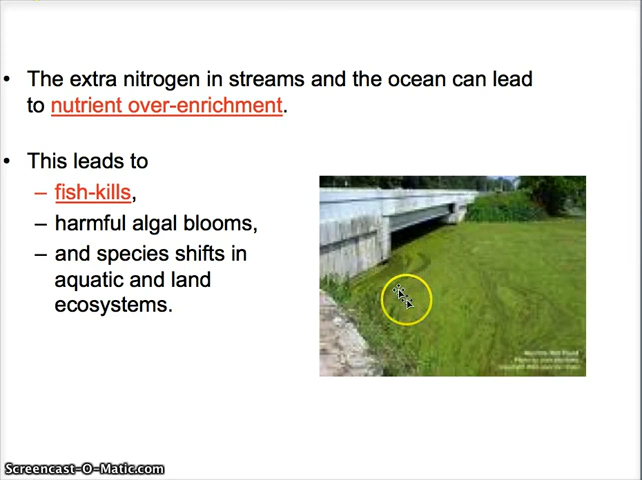 • The extra nitrogen in streams and the ocean can lead
to nutrient over-enrichment.
• This leads to
– fish-kills,
– harmful algal blooms,
– and species shifts in
aquatic and land
ecosystems.
Screencast-O-Matic.com